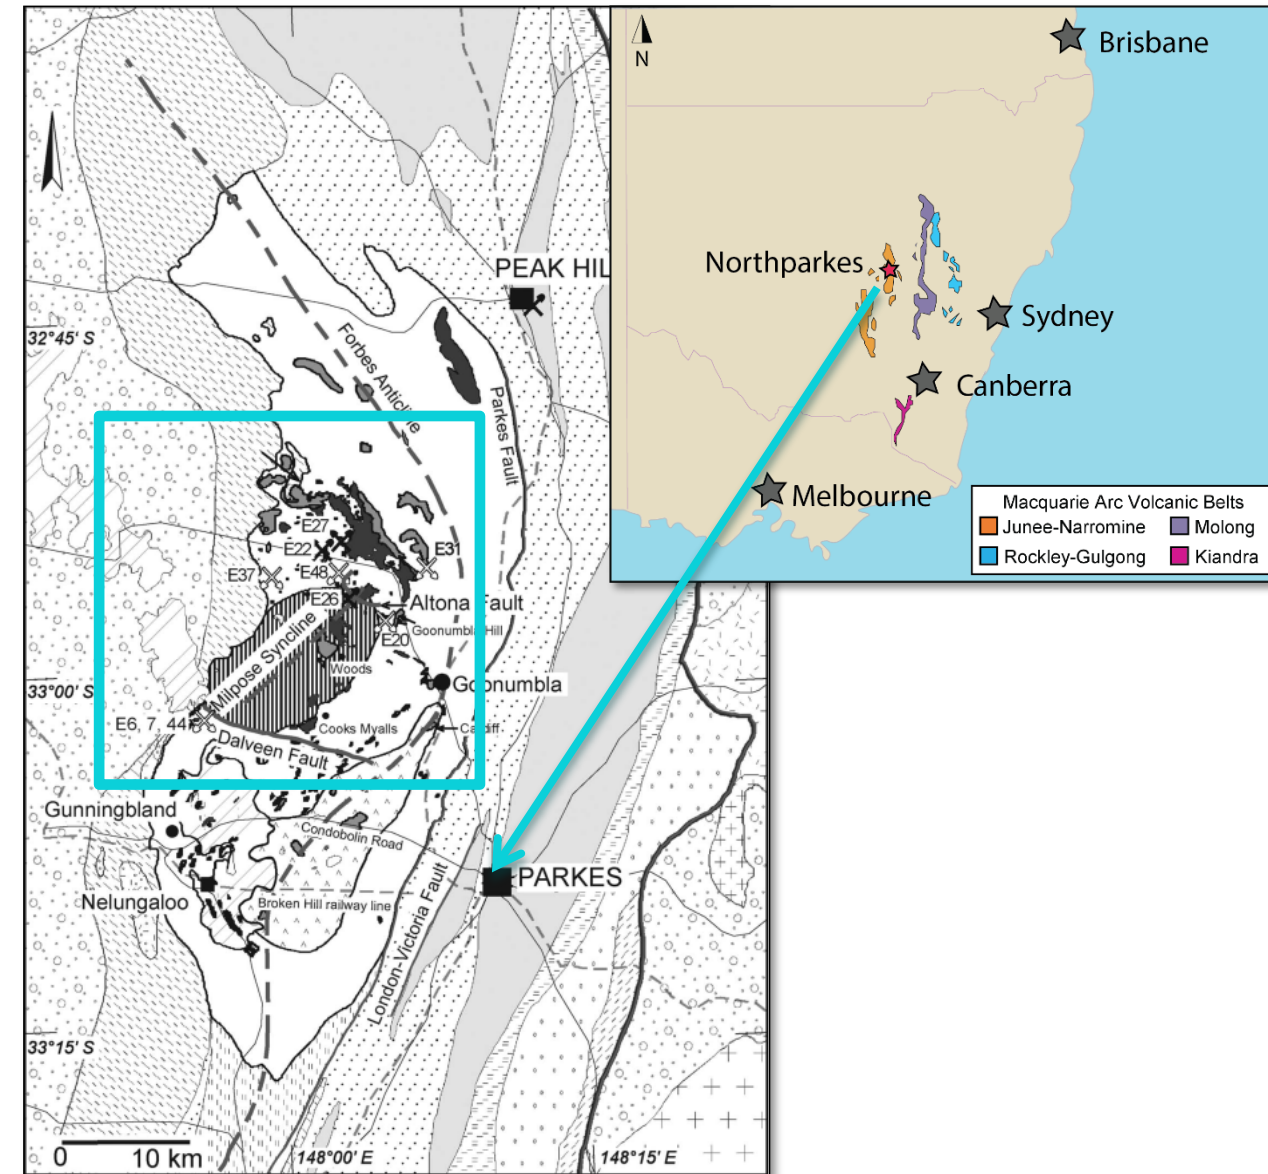 PEAK HIL
32°45' S
Forbes Anticline
Parkes Fault
E27
E22
E31
E37
E48
E26
Altona Fault
Goonumbla Hill
E20
Milpose Syncline
Woods
33°00' S
Goonumbla
E6, 7, 44
Cooks Myalls
Cardiff
Dalveen Fault
Gunningbland
Condobolin Road
PARKES
Nelungaloo
Broken Hill railway line
London-Victoria Fault
33°15' S
0 10 km
148°00' E
148°15' E
N
Brisbane
Northparkes
Sydney
Canberra
Melbourne
Macquarie Arc Volcanic Belts
Junee-Narromine
Molong
Rockley-Gulgong
Kiandra